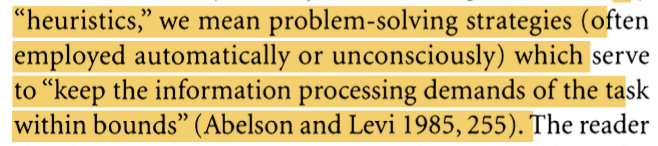 “heuristics,” we mean problem-solving strategies (often
employed automatically or unconsciously) which serve
to “keep the information processing demands of the task
within bounds” (Abelson and Levi 1985, 255). The reader